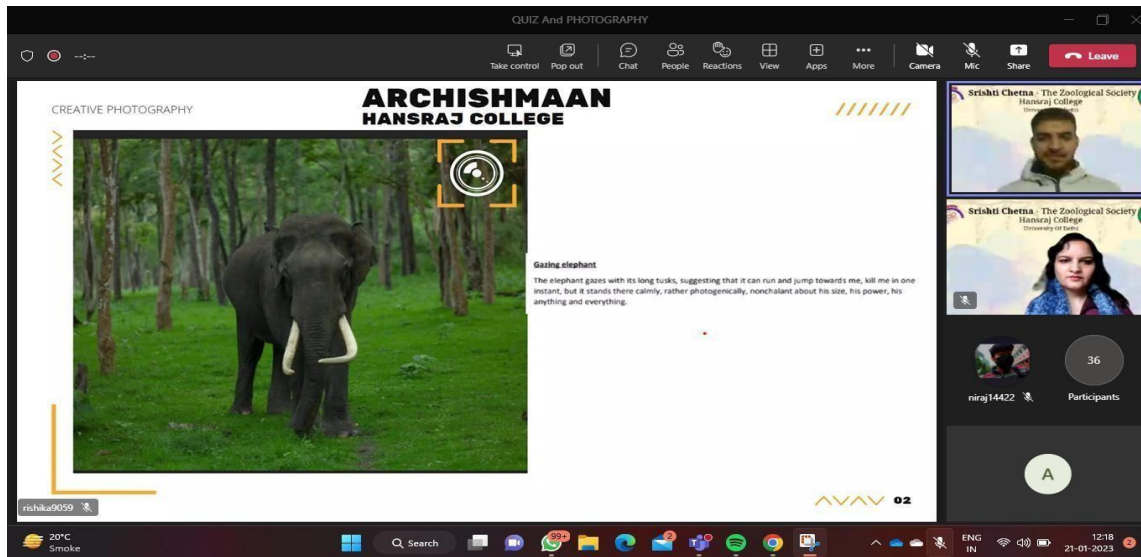 QUIZ And PHOTOGRAPHY
--:--
Take control
Pop out
Chat
People
Reactions
View
Apps
More
Camera
Mic
Share
Leave
CREATIVE PHOTOGRAPHY
ARCHISHMAAN
HANSRAJ COLLEGE
Gazing elephant
The elephant gazes with its long tusks, suggesting that it can run and jump towards me, kill me in one
instant, but it stands there calmly, rather photogenically, nonchalant about his size, his power, his
anything and everything.
02
rishika9059
Srishti Chetna - The Zoological Society
Hansraj College
Srishti Chetna - The Zoological Society
Hansraj College
University Of Delhi
niraj14422
36
Participants
A
20°C
Smoke
Search
99+
2
ENG
IN
12:18
21-01-2023
2